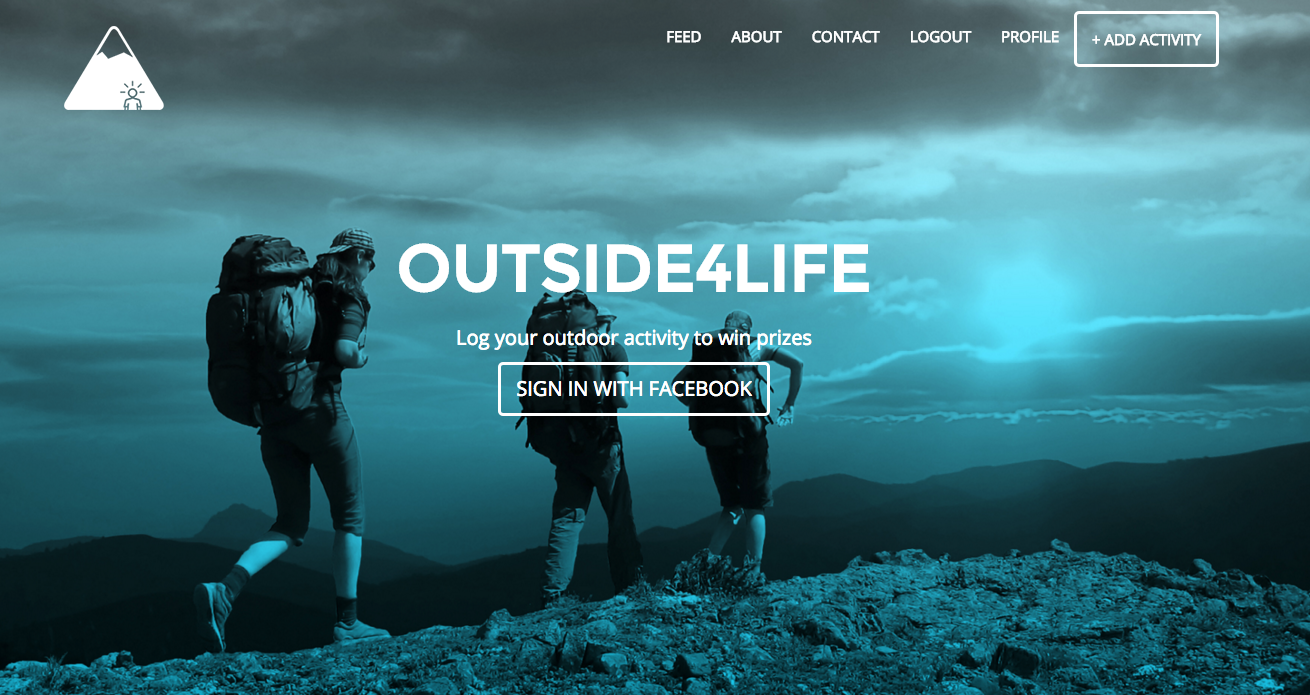 FEED ABOUT CONTACT LOGOUT PROFILE + ADD ACTIVITY
OUTSIDE4LIFE
Log your outdoor activity to win prizes
SIGN IN WITH FACEBOOK